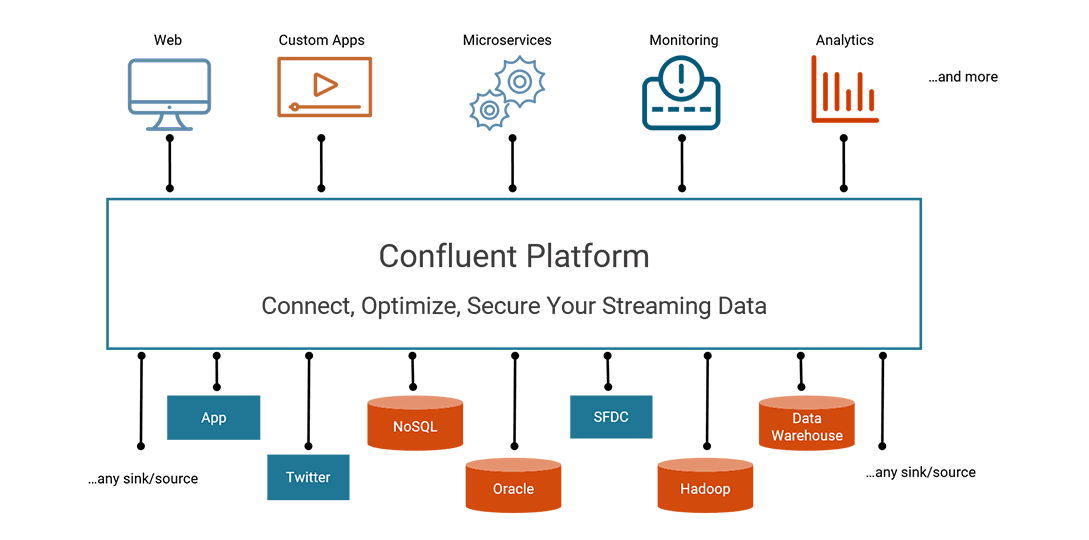 Web
Custom Apps
Microservices
Monitoring
Analytics
...and more
Confluent Platform
Connect, Optimize, Secure Your Streaming Data
App
NoSQL
SFDC
Data
Warehouse
...any sink/source
Twitter
Oracle
Hadoop
...any sink/source